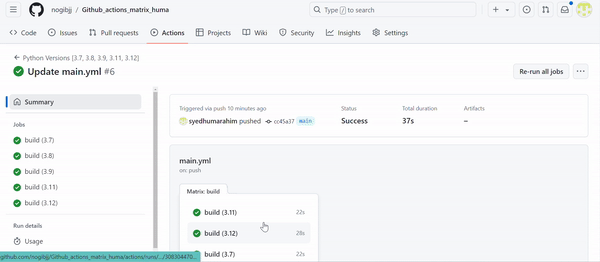 nogibjj / Github_actions_matrix_huma
Type / to search
Code Issues Pull requests Actions Projects Wiki Security Insights Settings
Python Versions [3.7, 3.8, 3.9, 3.11, 3.12]
Update main.yml #6
Re-run all jobs
Summary
Jobs
build (3.7)
build (3.8)
build (3.9)
build (3.11)
build (3.12)
Run details
Usage
Triggered via push 10 minutes ago
syedhumarahim pushed cc45a37 main
Status
Success
Total duration
37s
Artifacts
–
main.yml
on: push
Matrix: build
build (3.11) 22s
build (3.12) 28s
build (3.7) 22s
github.com/nogibjj/Github_actions_matrix_huma/actions/runs/.../308304470...